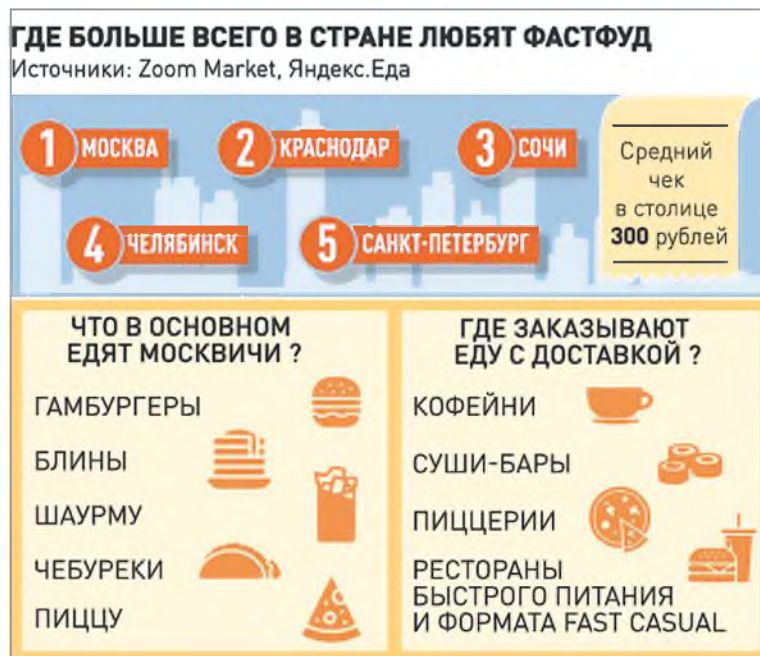 ГДЕ БОЛЬШЕ ВСЕГО В СТРАНЕ ЛЮБЯТ ФАСТФУД
Источники: Zoom Market, Яндекс.Еда
1 МОСКВА
2 КРАСНОДАР
3 СОЧИ
4 ЧЕЛЯБИНСК
5 САНКТ-ПЕТЕРБУРГ
Средний
чек
в столице
300 рублей
ЧТО В ОСНОВНОМ
ЕДЯТ МОСКВИЧИ ?
ГАМБУРГЕРЫ
БЛИНЫ
ШАУРМУ
ЧЕБУРЕКИ
ПИЦЦУ
ГДЕ ЗАКАЗЫВАЮТ
ЕДУ С ДОСТАВКОЙ ?
КОФЕЙНИ
СУШИ-БАРЫ
ПИЦЦЕРИИ
РЕСТОРАНЫ
БЫСТРОГО ПИТАНИЯ
И ФОРМАТА FAST CASUAL